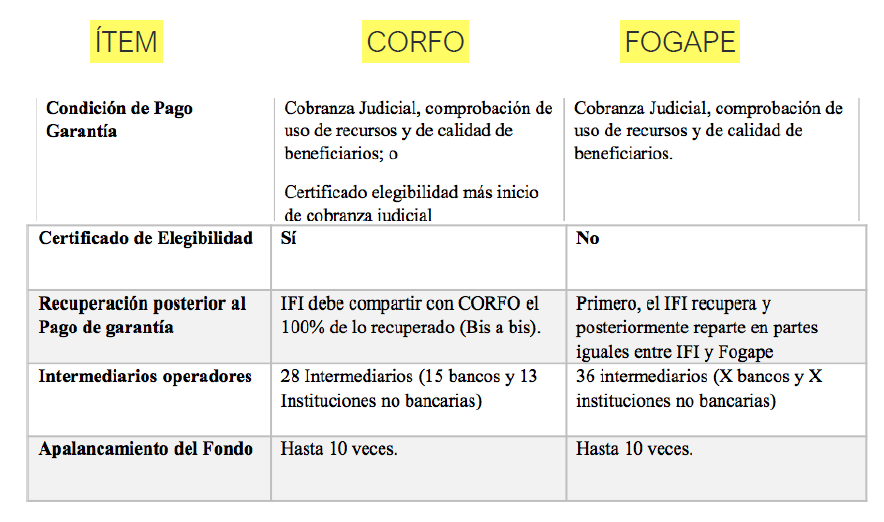 ÍTEM CORFO FOGAPE
Condición de Pago Garantía
Cobranza Judicial, comprobación de
uso de recursos y de calidad de
beneficiarios; o
Certificado elegibilidad más inicio
de cobranza judicial
Cobranza Judicial, comprobación de
uso de recursos y de calidad de
beneficiarios.
Certificado de Elegibilidad
Sí
No
Recuperación posterior al
Pago de garantía
IFI debe compartir con CORFO el
100% de lo recuperado (Bis a bis).
Primero, el IFI recupera y
posteriormente reparte en partes
iguales entre IFI y Fogape
Intermediarios operadores
28 Intermediarios (15 bancos y 13
Instituciones no bancarias)
36 intermediarios (X bancos y X
instituciones no bancarias)
Apalancamiento del Fondo
Hasta 10 veces.
Hasta 10 veces.